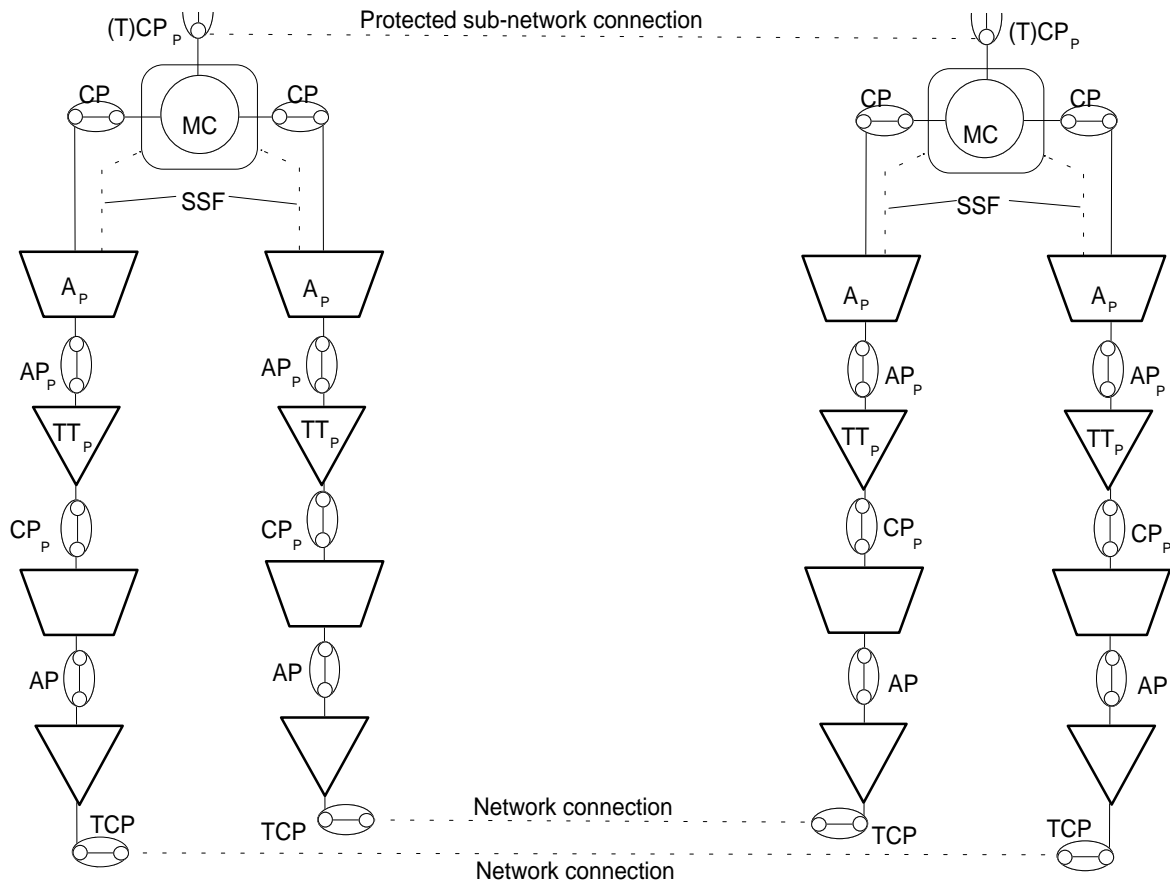 Protected sub-network connection
(T)CP P
(T)CP P
CP
CP
CP
CP
MC
MC
SSF
SSF
A P
A P
A P
A P
AP P
AP P
AP P
AP P
TT P
TT P
TT P
TT P
CP P
CP P
CP P
CP P
AP
AP
AP
AP
Network connection
TCP
TCP
TCP
TCP
Network connection